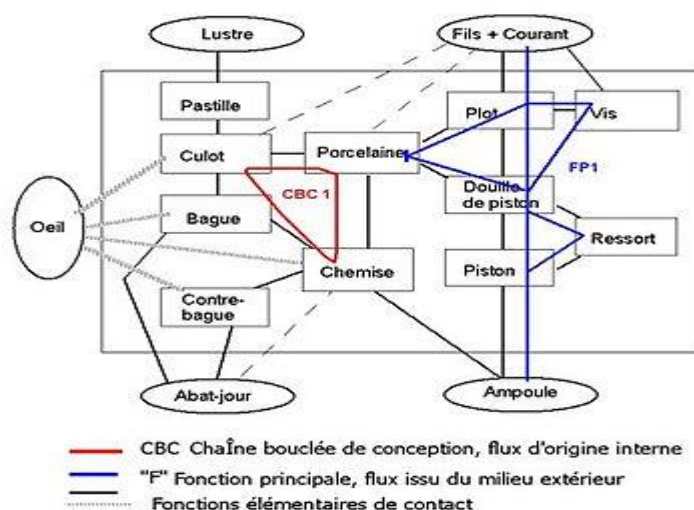 Lustre
Fils + Courant
Pastille
Plot
Vis
Culot
Porcelaine
CBC 1
FP1
Douille
de piston
Oeil
Bague
Ressort
Chemise
Piston
Contre-
bague
Abat-jour
Ampoule
CBC ChaÎne bouclée de conception, flux d'origine interne
"F" Fonction principale, flux issu du milieu extérieur
Fonctions élémentaires de contact